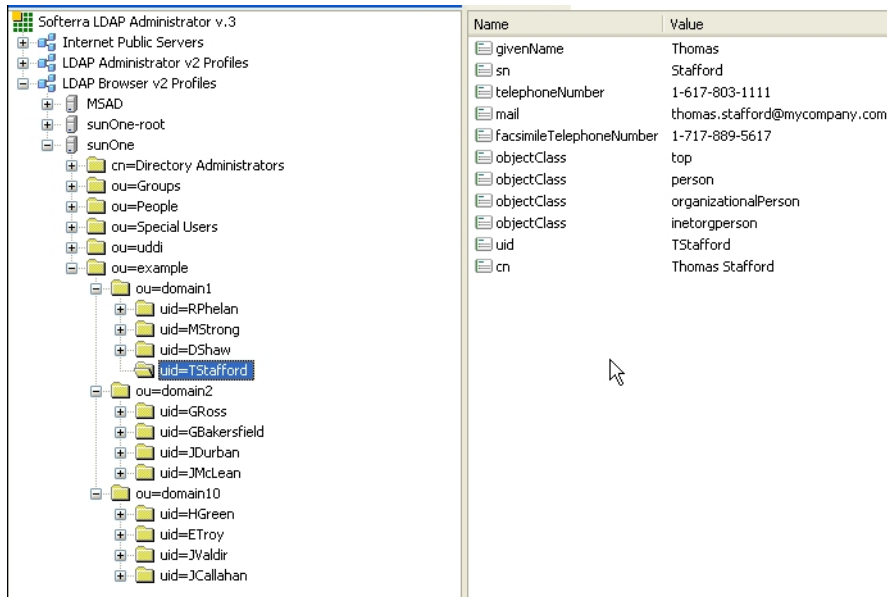 Softerra LDAP Administrator v.3
Internet Public Servers
LDAP Administrator v2 Profiles
LDAP Browser v2 Profiles
MSAD
sunOne-root
sunOne
cn=Directory Administrators
ou=Groups
ou=People
ou=Special Users
ou=uddi
ou=example
ou=domain1
uid=RPhelan
uid=MStrong
uid=DShaw
uid=TStafford
ou=domain2
uid=GRoss
uid=GBakersfield
uid=JDurban
uid=JMcLean
ou=domain10
uid=HGreen
uid=ETroy
uid=JValdir
uid=JCallahan
Name Value
givenName Thomas
sn Stafford
telephoneNumber 1-617-803-1111
mail thomas.stafford@mycompany.com
facsimileTelephoneNumber 1-717-889-5617
objectClass top
objectClass person
objectClass organizationalPerson
objectClass inetorgperson
uid TStafford
cn Thomas Stafford